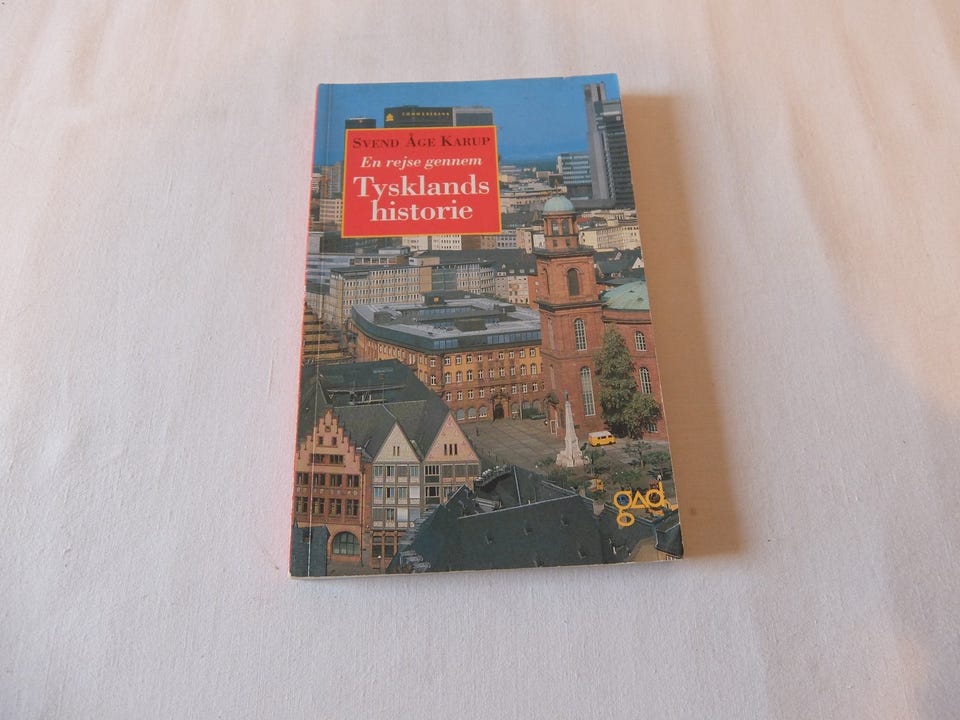 COMMERZBANK
SVEND ÅGE KARUP
En rejse gennem
Tysklands
historie
gad